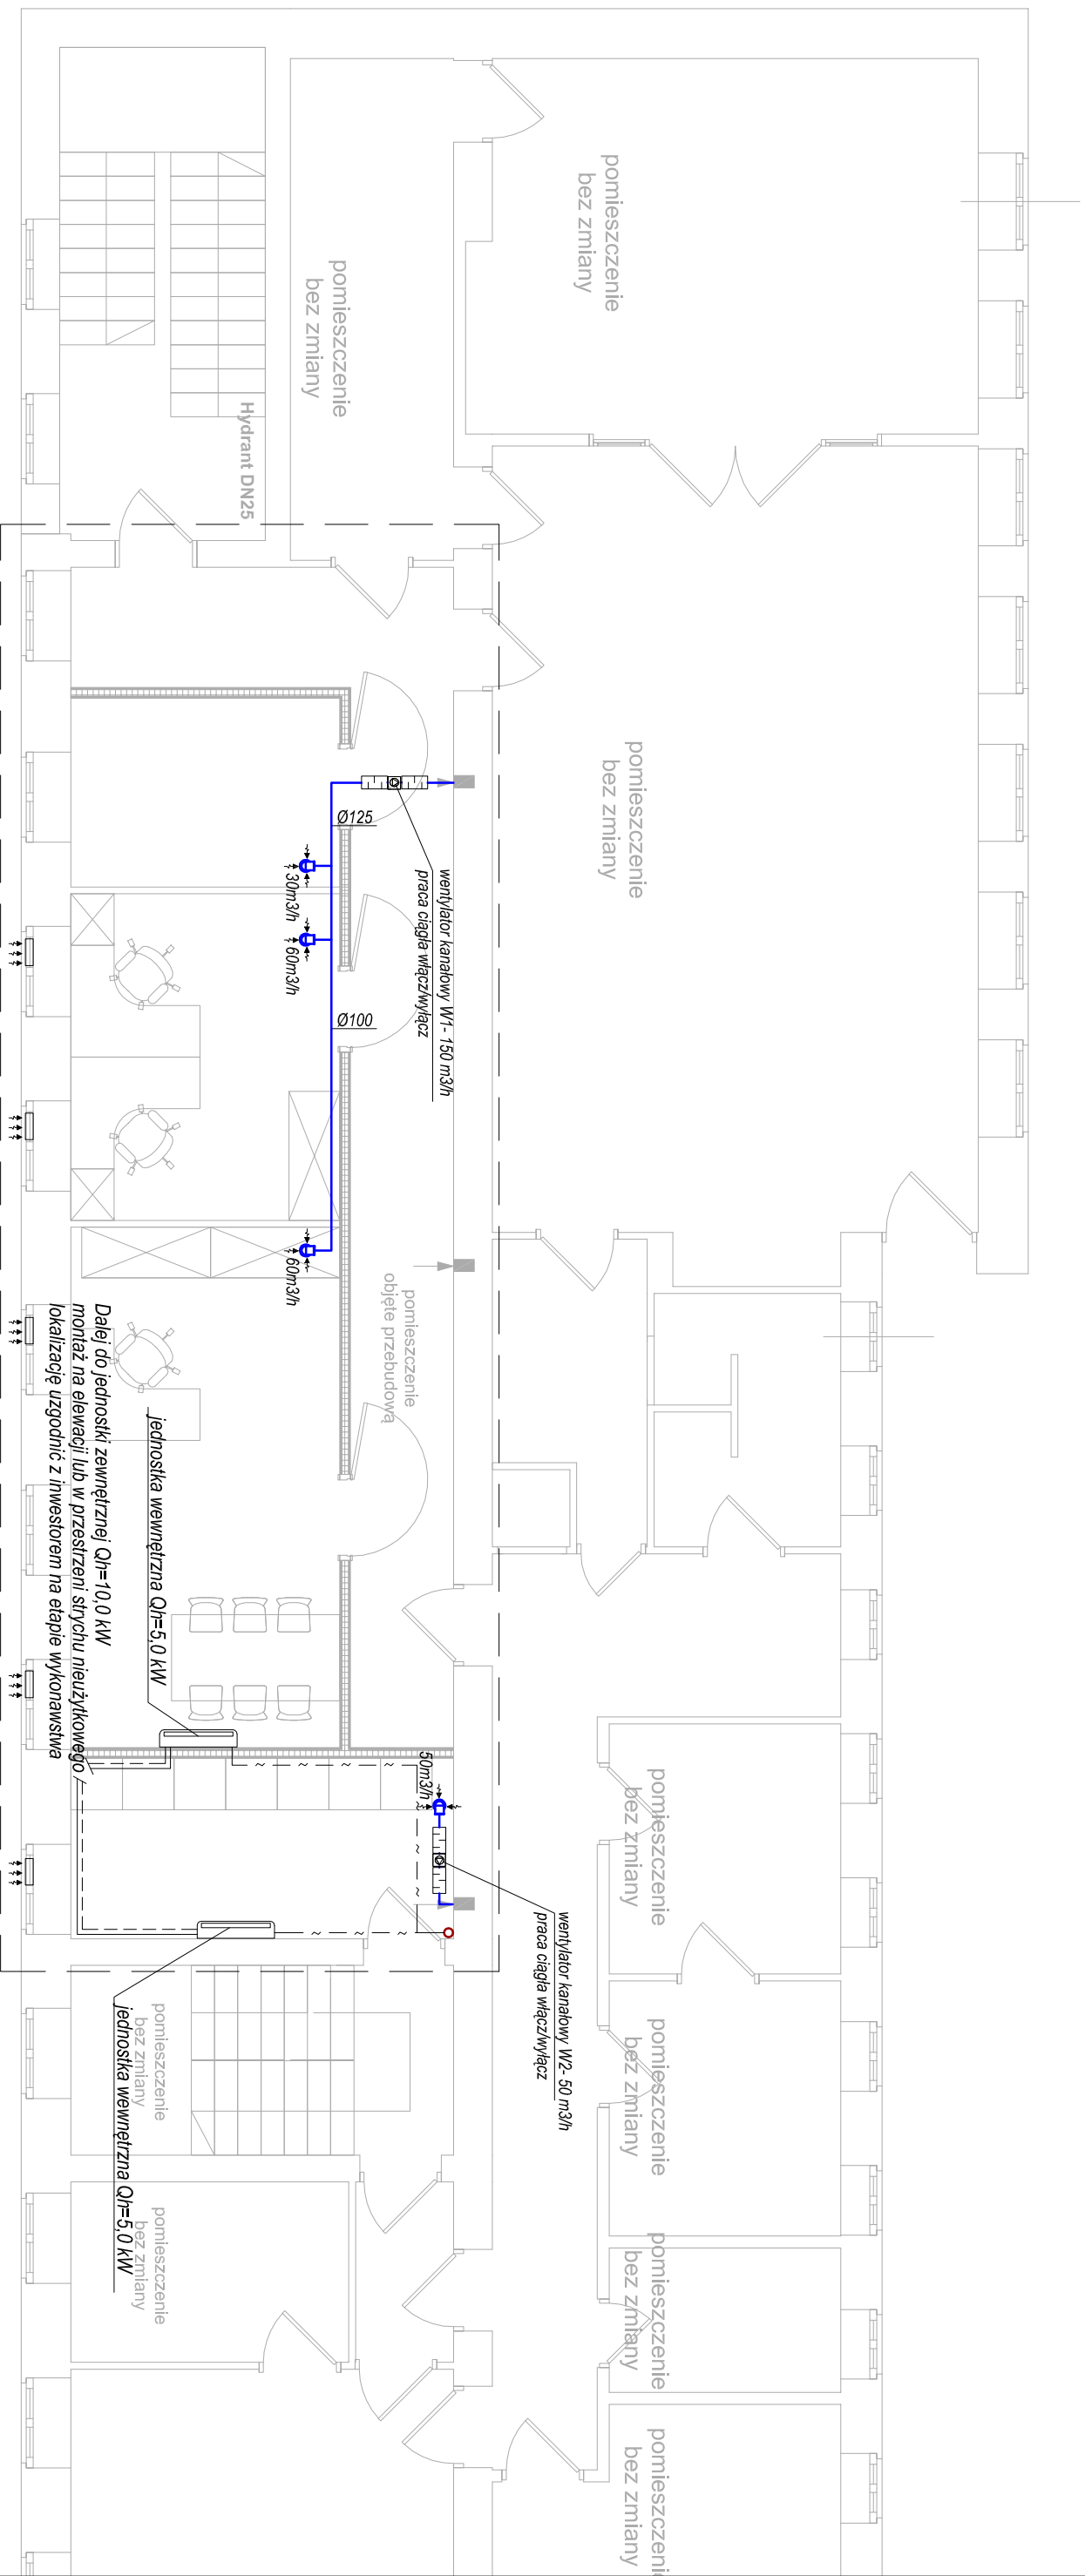 pomieszczenie
bez zmiany
pomieszczenie
bez zmiany
Hydrant DN25
pomieszczenie
bez zmiany
Ø125
30m3/h
60m3/h
wentylator kanałowy W1- 150 m3/h
praca ciągła włącz/wyłącz
Ø100
60m3/h
pomieszczenie
objęte przebudową
Dalej do jednostki zewnętrznej Qh=10,0 kW
montaż na elewacji lub w przestrzeni strychu nieużytkowego
lokalizację uzgodnić z inwestorem na etapie wykonawstwa
jednostka wewnętrzna Qh=5,0 kW
50m3/h
wentylator kanałowy W2- 50 m3/h
praca ciągła włącz/wyłącz
pomieszczenie
bez zmiany
pomieszczenie
bez zmiany
pomieszczenie
bez zmiany
jednostka wewnętrzna Qh=5,0 kW
pomieszczenie
bez zmiany
pomieszczenie
bez zmiany
pomieszczenie
bez zmiany